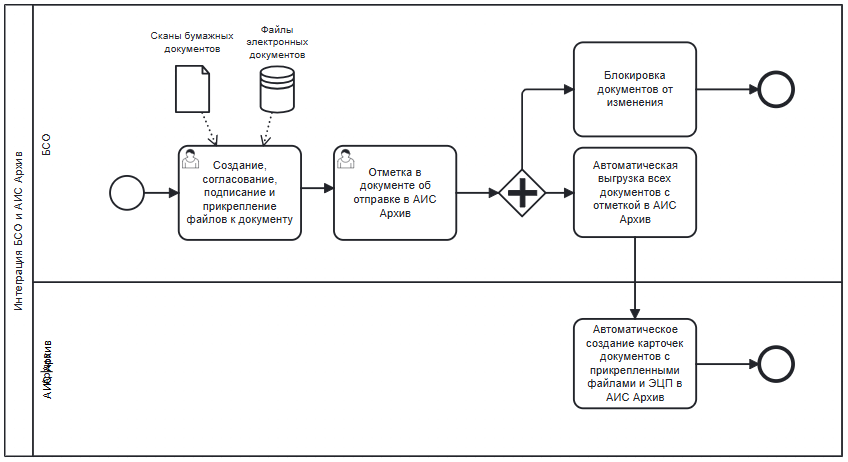 Интеграция БСО и АИС Архив
БСО
Сканы бумажных
документов
Файлы
электронных
документов
Создание,
согласование,
подписание и
прикрепление
файлов к документу
Отметка в
документе об
отправке в АИС
Архив
Блокировка
документов от
изменения
Автоматическая
выгрузка всех
документов с
отметкой в АИС
Архив
Автоматическое
создание карточек
документов с
прикрепленными
файлами и ЭЦП в
АИС Архив